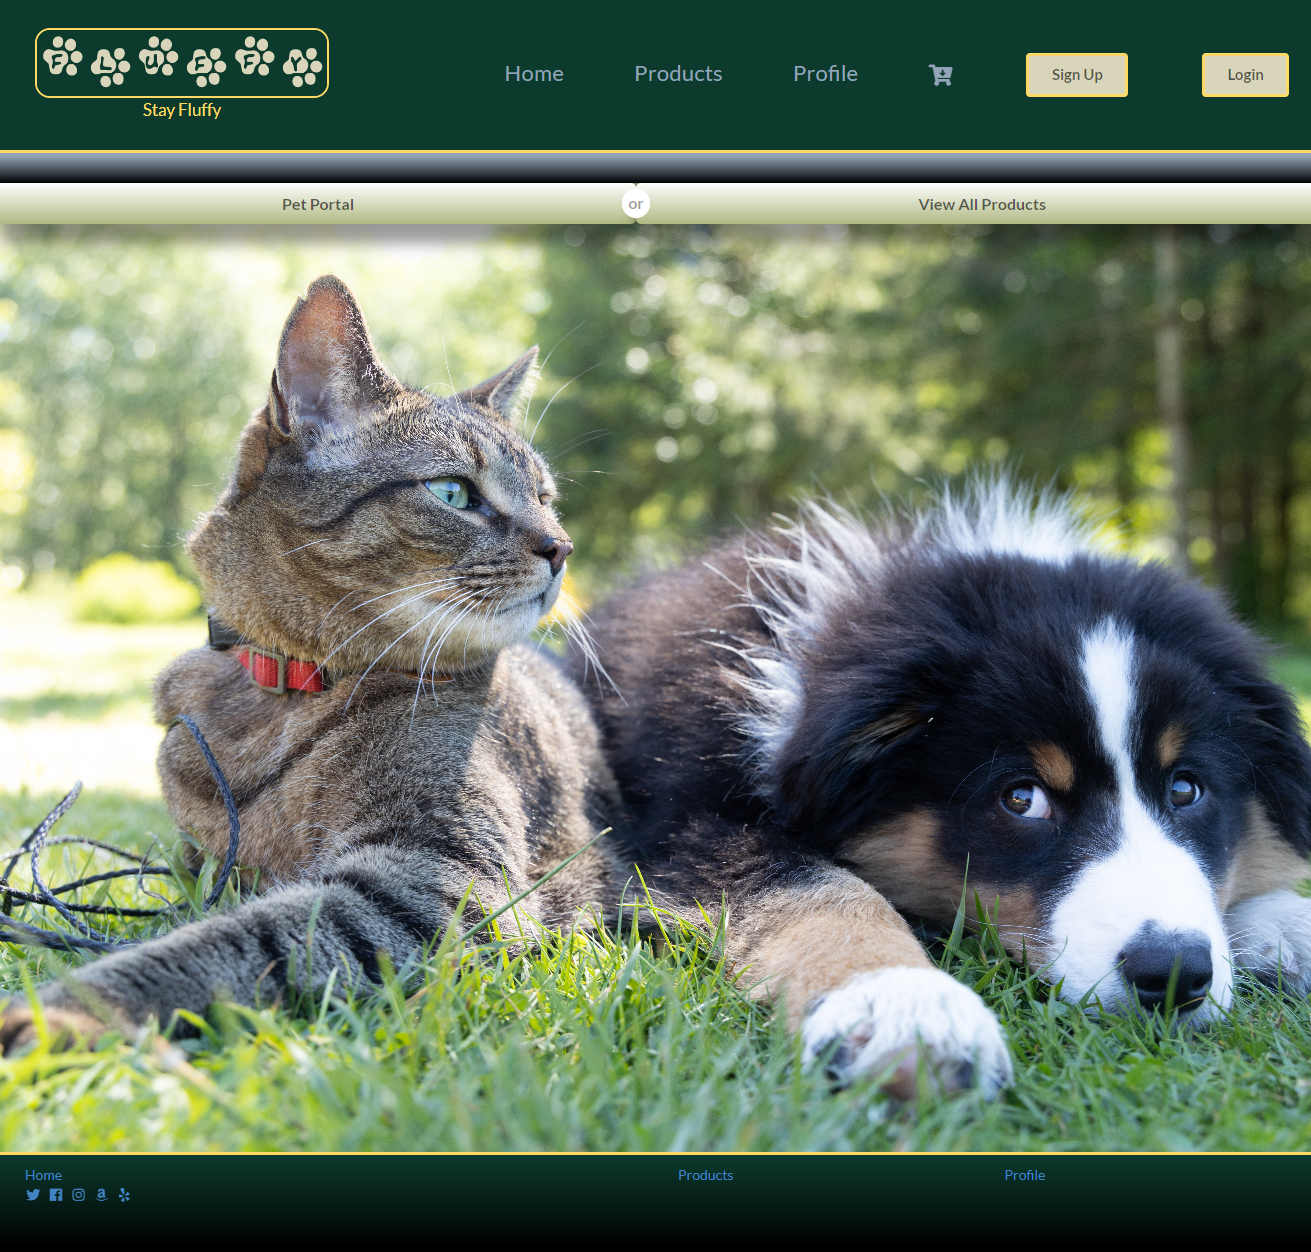 FLUFFY
Stay Fluffy
Home Products Profile Sign Up Login
Pet Portal or View All Products
Home Products Profile